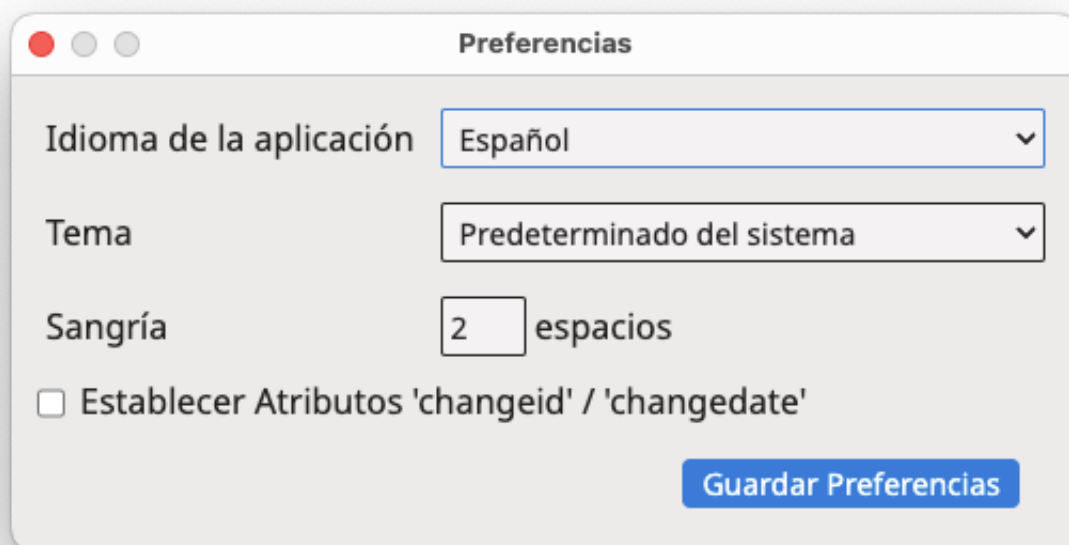 Preferencias
Idioma de la aplicación Español
Tema Predeterminado del sistema
Sangría 2 espacios
Establecer Atributos 'changeid' / 'changedate'
Guardar Preferencias